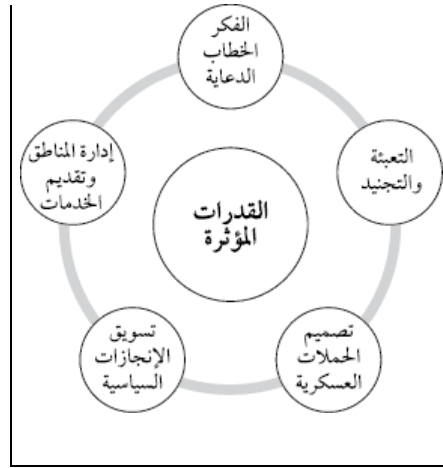 الفكر
الخطاب
الدعاية
التعبئة
والتجنيد
تصميم
الحملات
العسكرية
تسويق
الإنجازات
السياسية
إدارة المناطق
وتقديم
الخدمات
القدرات
المؤثرة